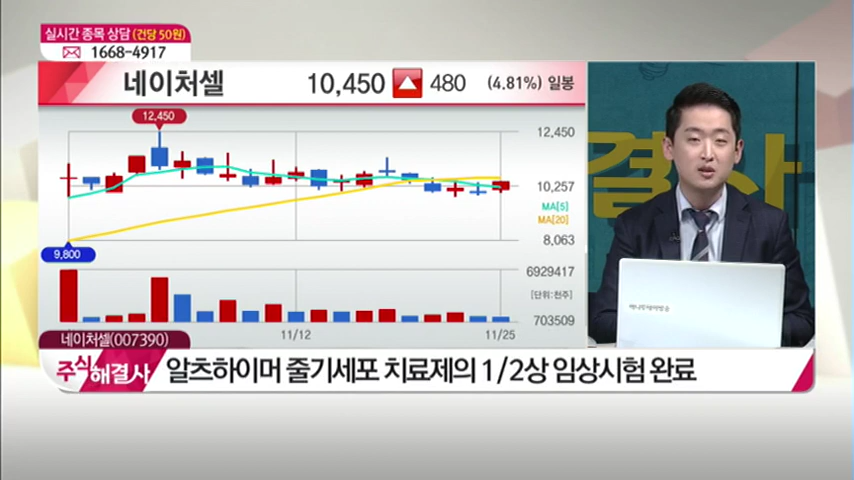 실시간 종목 상담 (건당 50원)
1668-4917
네이처셀 10,450 480 (4.81%) 일봉
12,450
12,450
10,257
MA[5]
MA[20]
8,063
9,800
6929417
[단위:천주]
703509
11/12 11/25
결사
네이처셀(007390)
주식해결사
알츠하이머 줄기세포 치료제의 1/2상 임상시험 완료